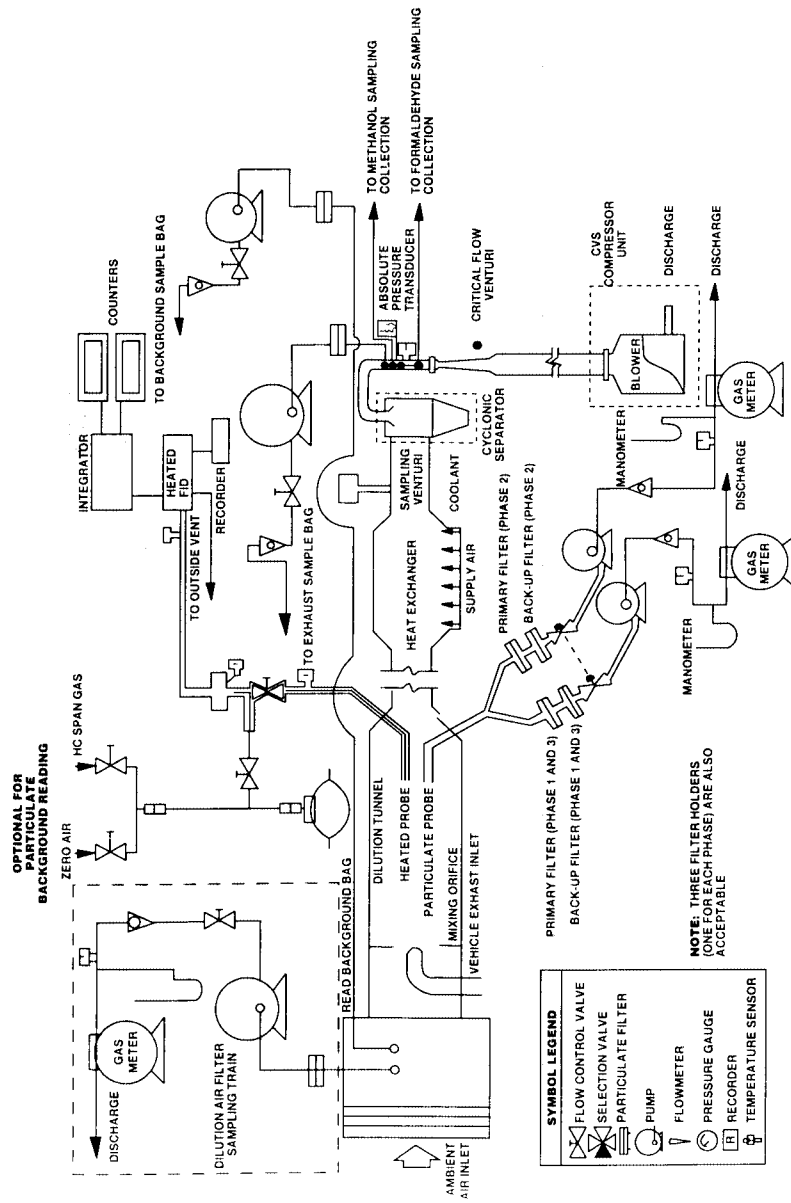 OPTIONAL FOR
PARTICULATE
BACKGROUND READING
ZERO AIR
HC SPAN GAS
DISCHARGE
GAS
METER
DILUTION AIR FILTER
SAMPLING TRAIN
INTEGRATOR
COUNTERS
HEATED
FID
RECORDER
TO OUTSIDE VENT
TO BACKGROUND SAMPLE BAG
TO EXHAUST SAMPLE BAG
TO METHANOL SAMPLING
COLLECTION
ABSOLUTE
PRESSURE
TRANSDUCER
TO FORMALDEHYDE SAMPLING
COLLECTION
CRITICAL FLOW
VENTURI
READ BACKGROUND BAG
AMBIENT
AIR INLET
DILUTION TUNNEL
HEATED PROBE
PARTICULATE PROBE
MIXING ORIFICE
VEHICLE EXHAST INLET
HEAT EXCHANGER
SUPPLY AIR
COOLANT
SAMPLING
VENTURI
CYCLONIC
SEPARATOR
CVS
COMPRESSOR
UNIT
BLOWER
DISCHARGE
PRIMARY FILTER (PHASE 2)
BACK-UP FILTER (PHASE 2)
PRIMARY FILTER (PHASE 1 AND 3)
BACK-UP FILTER (PHASE 1 AND 3)
MANOMETER
GAS
METER
DISCHARGE
MANOMETER
GAS
METER
DISCHARGE
NOTE: THREE FILTER HOLDERS
(ONE FOR EACH PHASE) ARE ALSO
ACCEPTABLE
SYMBOL LEGEND
FLOW CONTROL VALVE
SELECTION VALVE
PARTICULATE FILTER
PUMP
FLOWMETER
PRESSURE GAUGE
R RECORDER
TEMPERATURE SENSOR